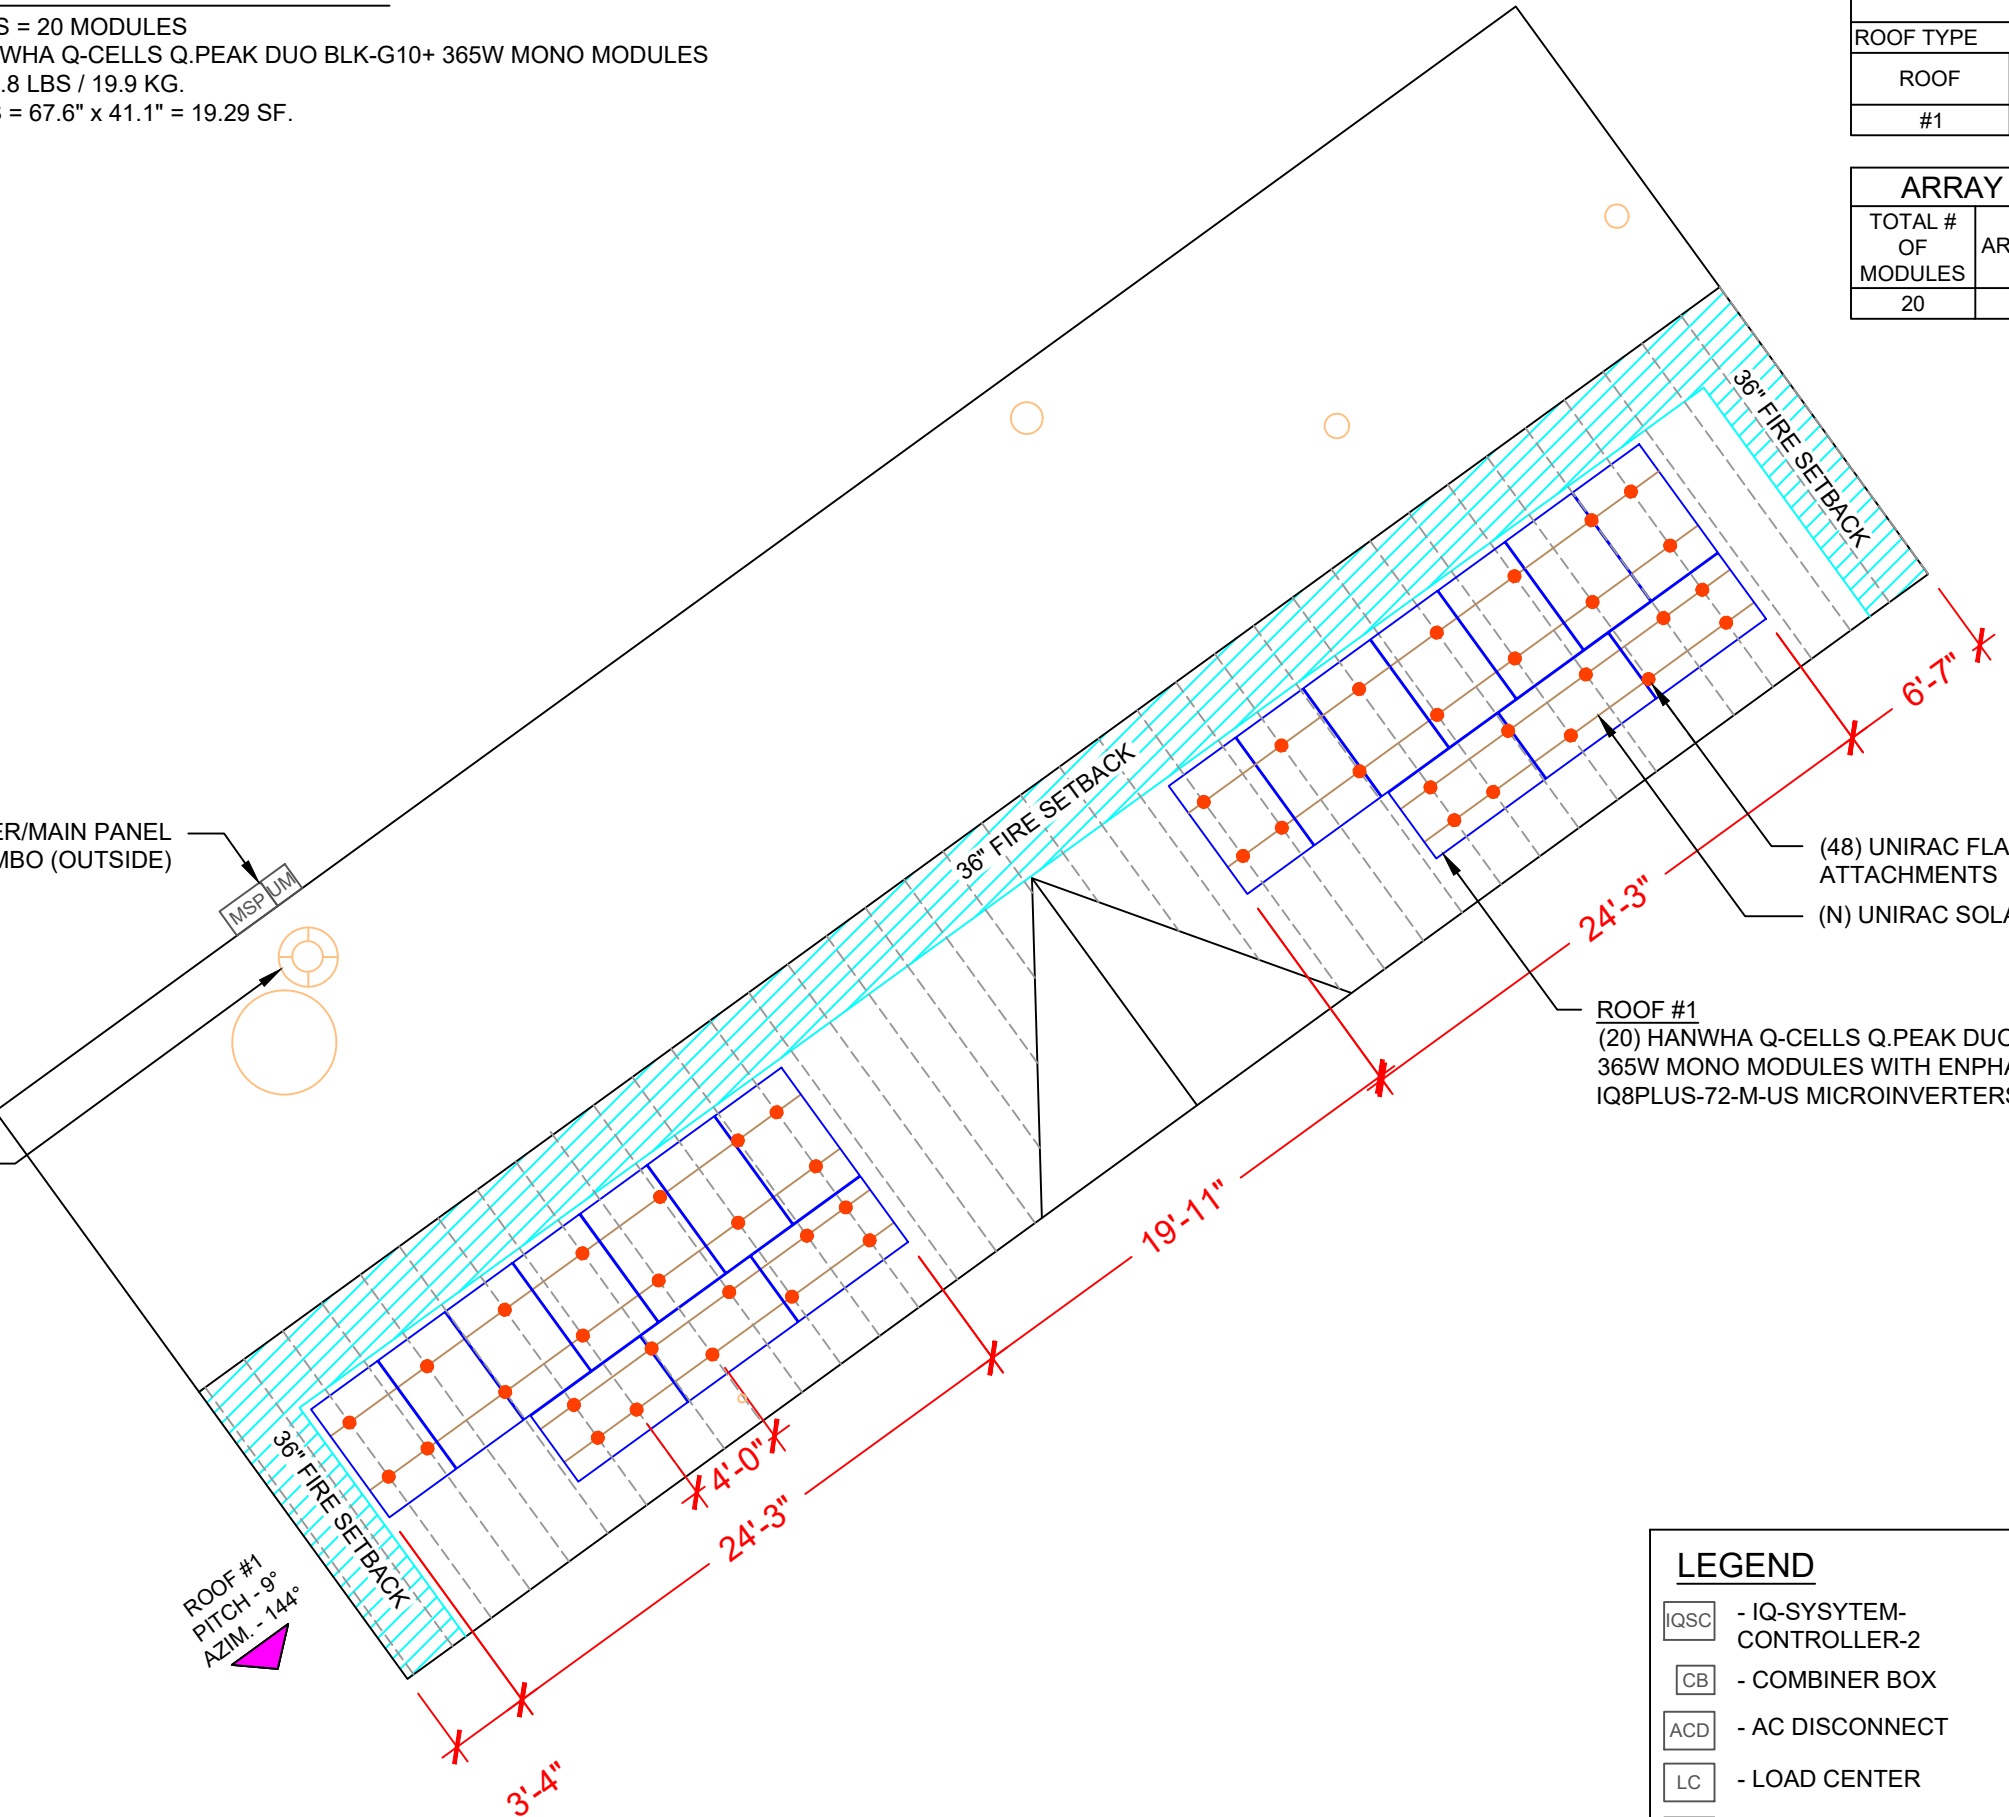 S = 20 MODULES
WHA Q-CELLS Q.PEAK DUO BLK-G10+ 365W MONO MODULES
.8 LBS / 19.9 KG.
= 67.6" x 41.1" = 19.29 SF.
ROOF TYPE
ROOF
#1
ARRAY
TOTAL #
OF
MODULES
AR
20
36" FIRE SETBACK
36" FIRE SETBACK
36" FIRE SETBACK
6'-7"
24'-3"
19'-11"
4'-0"
24'-3"
3'-4"
ER/MAIN PANEL
MBO (OUTSIDE)
MSP
UM
(48) UNIRAC FLA
ATTACHMENTS
(N) UNIRAC SOLA
ROOF #1
(20) HANWHA Q-CELLS Q.PEAK DUO
365W MONO MODULES WITH ENPHA
IQ8PLUS-72-M-US MICROINVERTERS
ROOF #1
PITCH - 9°
AZIM. - 144°
LEGEND
IQSC - IQ-SYSYTEM-
CONTROLLER-2
CB - COMBINER BOX
ACD - AC DISCONNECT
LC - LOAD CENTER